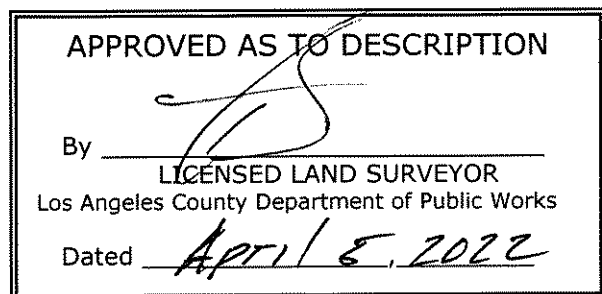 APPROVED AS TO DESCRIPTION
By
LICENSED LAND SURVEYOR
Los Angeles County Department of Public Works
Dated April 2022